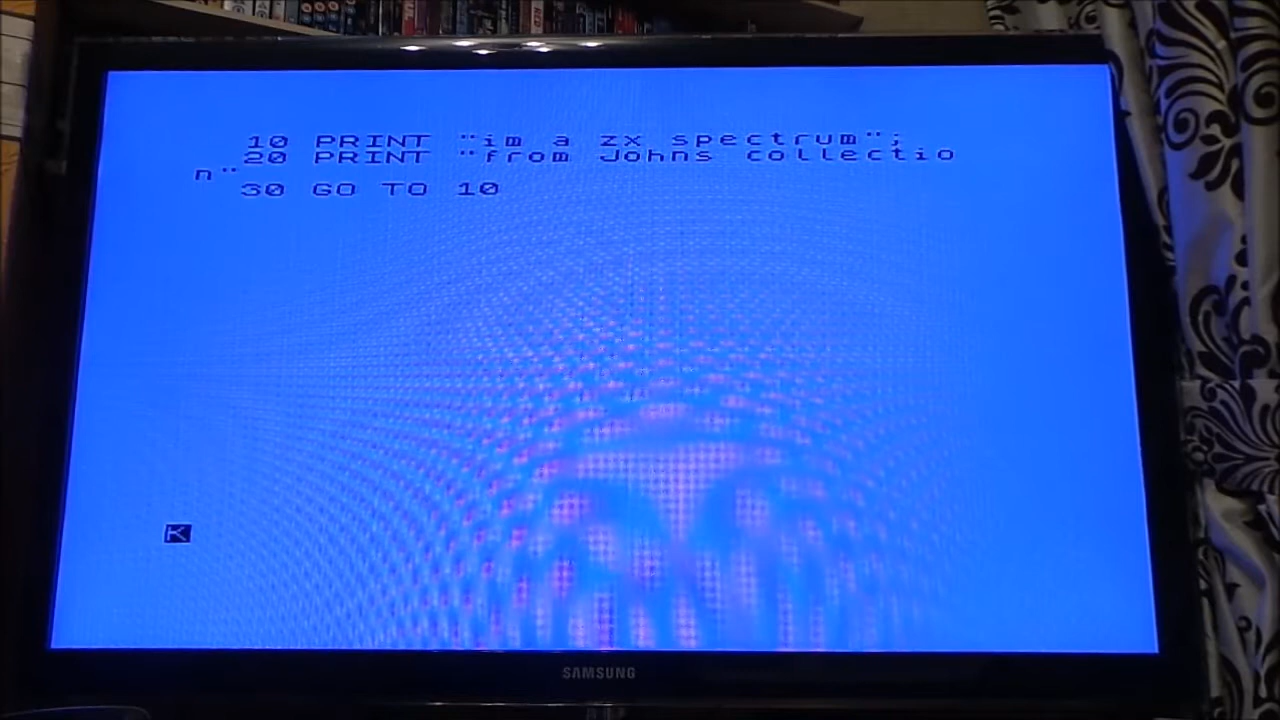 10 PRINT "im a zx spectrum";
20 PRINT "from Johns collectio
n"
30 GO TO 10
K
SAMSUNG